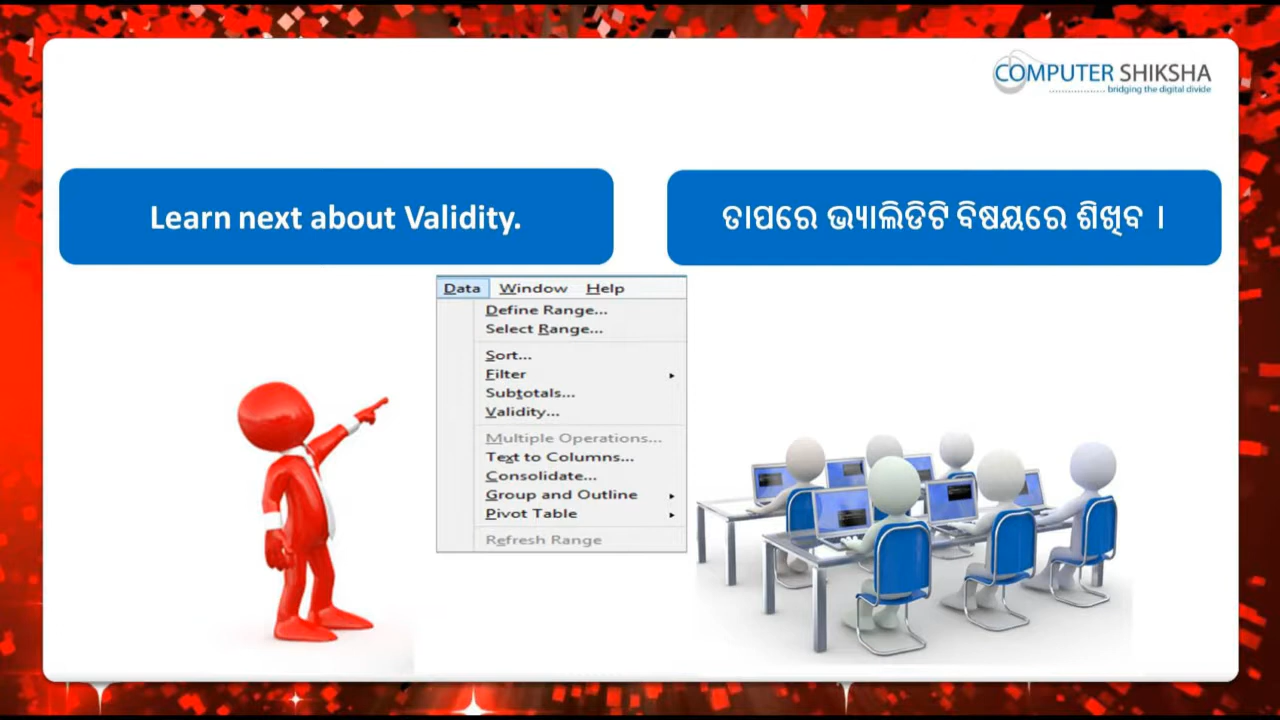 COMPUTER SHIKSHA
bridging the digital divide
Learn next about Validity.
ତାପରେ ଭ୍ୟାଲିଡିଟି ବିଷୟରେ ଶିଖିବ ।
Data Window Help
Define Range...
Select Range...
Sort...
Filter
Subtotals...
Validity...
Multiple Operations...
Text to Columns...
Consolidate...
Group and Outline
Pivot Table
Refresh Range